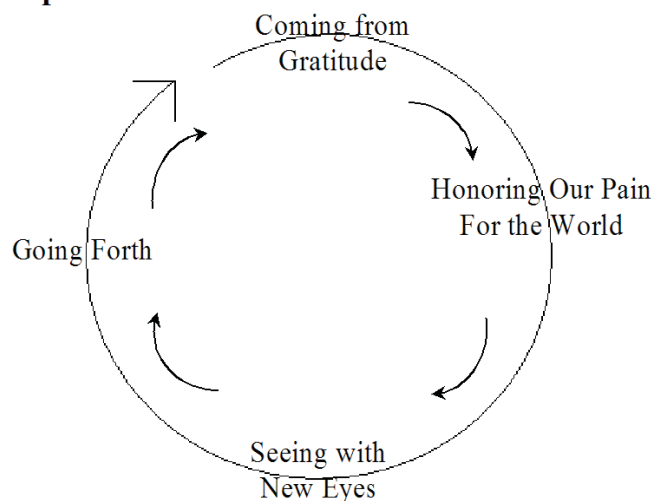 Coming from
Gratitude
Honoring Our Pain
For the World
Going Forth
Seeing with
New Eyes